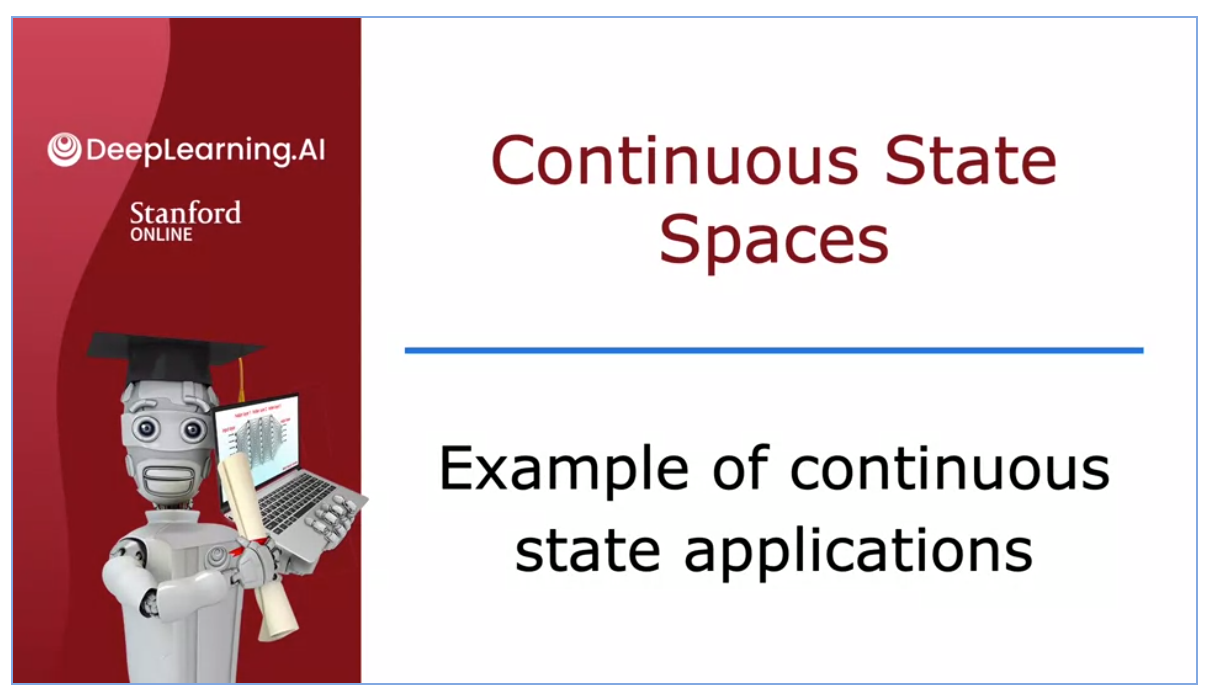 DeepLearning.AI
Stanford
ONLINE
Continuous State
Spaces
Example of continuous
state applications